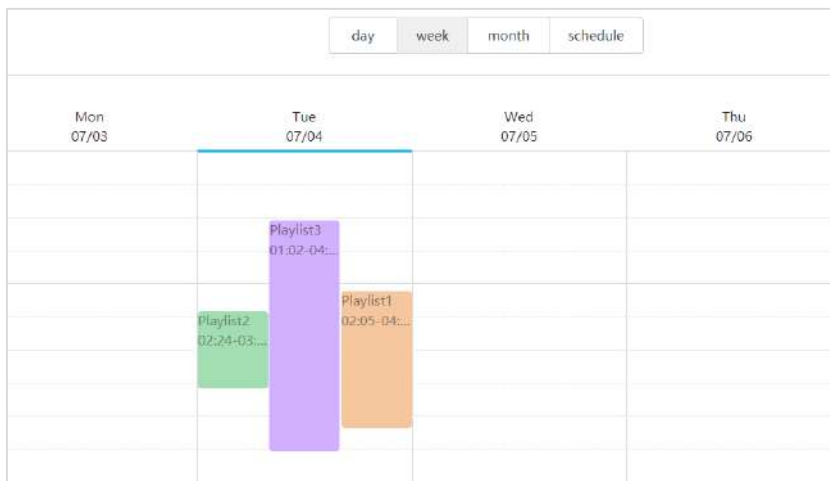 day week month schedule
Mon Tue Wed Thu
07/03 07/04 07/05 07/06
Playlist3
01:02-04:...
Playlist1
02:05-04:...
Playlist2
02:24-03:...